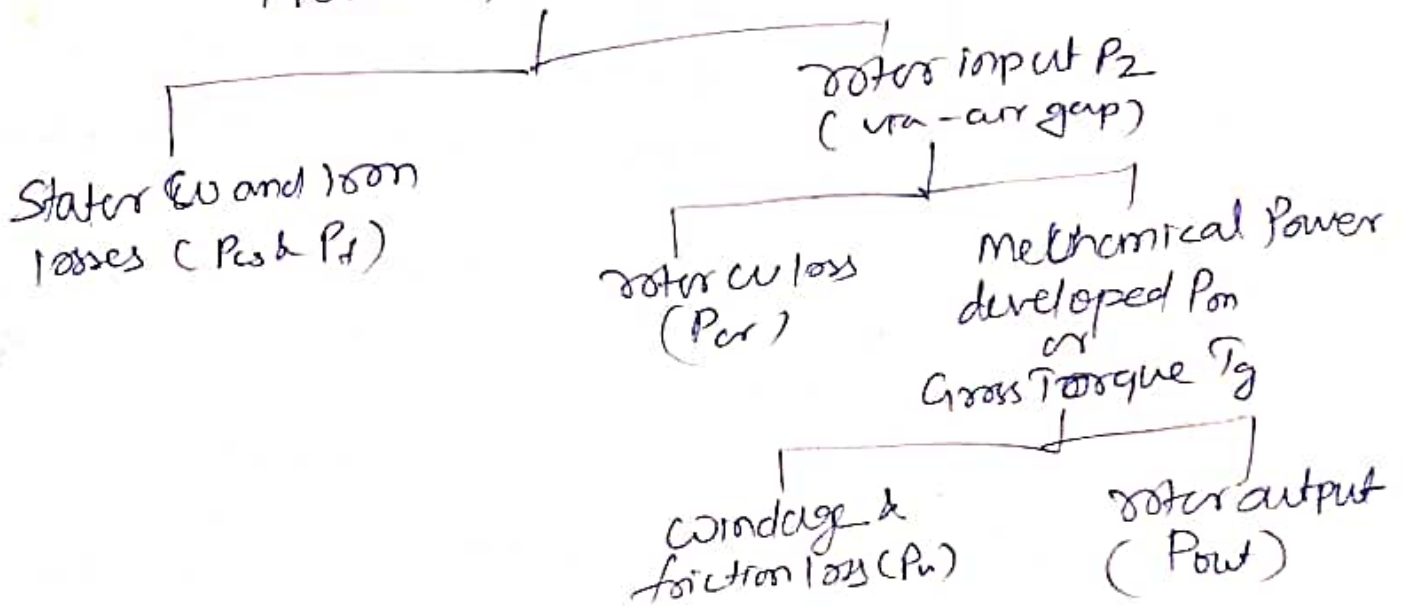 rotor input P2
(via-air gap)
Stator cu and Iron
losses (Pcs & Pi)
rotor cu loss
(Pcr)
Mechanical Power
developed Pm
or
Gross Torque Tg
windage &
friction loss (Pw)
rotor output
(Pout)